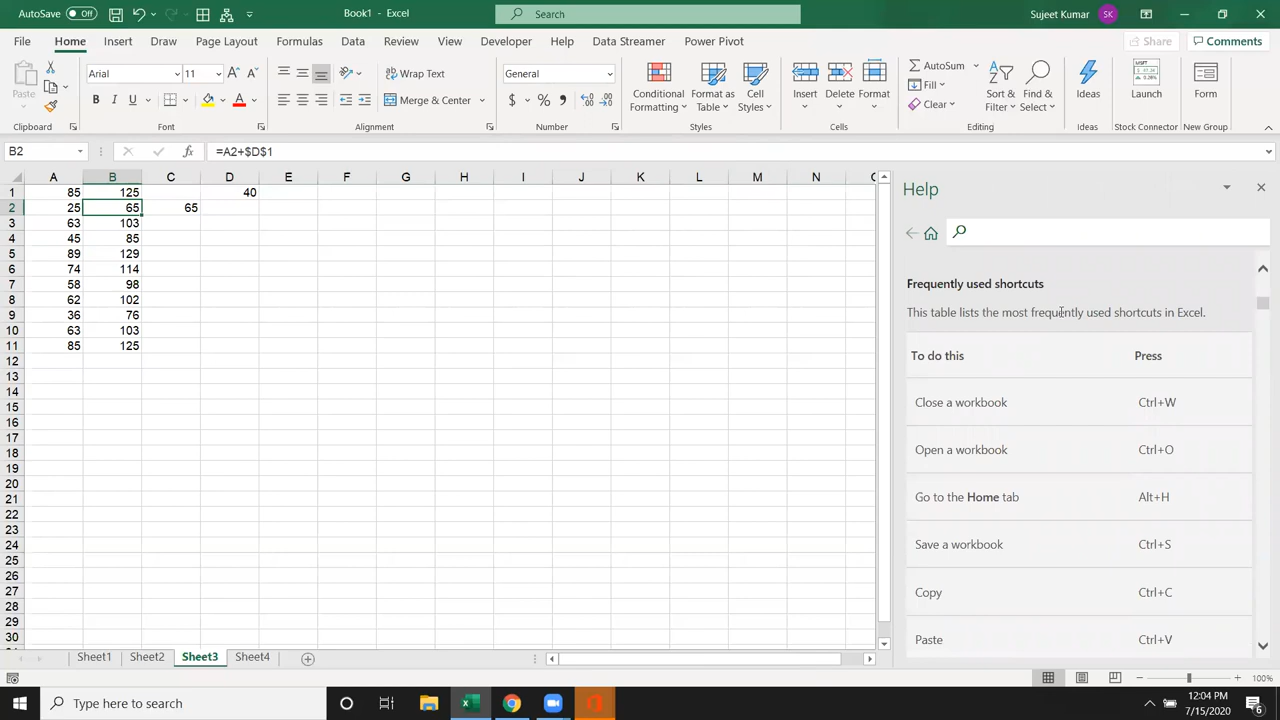 AutoSave Off Book1 - Excel Search Sujeet Kumar SK
File Home Insert Draw Page Layout Formulas Data Review View Developer Help Data Streamer Power Pivot Share Comments
Paste Arial 11 Wrap Text General Conditional Formatting Format as Table Cell Styles Insert Delete Format AutoSum Fill Clear Sort & Filter Find & Select Ideas Launch Form
B I U Merge & Center $ % ,
Clipboard Font Alignment Number Styles Cells Editing Ideas Stock Connector New Group
B2 fx =A2+$D$1
A B C D E F G H I J K L M N
1 85 125 40
2 25 65 65
3 63 103
4 45 85
5 89 129
6 74 114
7 58 98
8 62 102
9 36 76
10 63 103
11 85 125
12
13
14
15
16
17
18
19
20
21
22
23
24
25
26
27
28
29
30
Help
Frequently used shortcuts
This table lists the most frequently used shortcuts in Excel.
To do this Press
Close a workbook Ctrl+W
Open a workbook Ctrl+O
Go to the Home tab Alt+H
Save a workbook Ctrl+S
Copy Ctrl+C
Paste Ctrl+V
Sheet1 Sheet2 Sheet3 Sheet4
100%
Type here to search
12:04 PM
7/15/2020
6